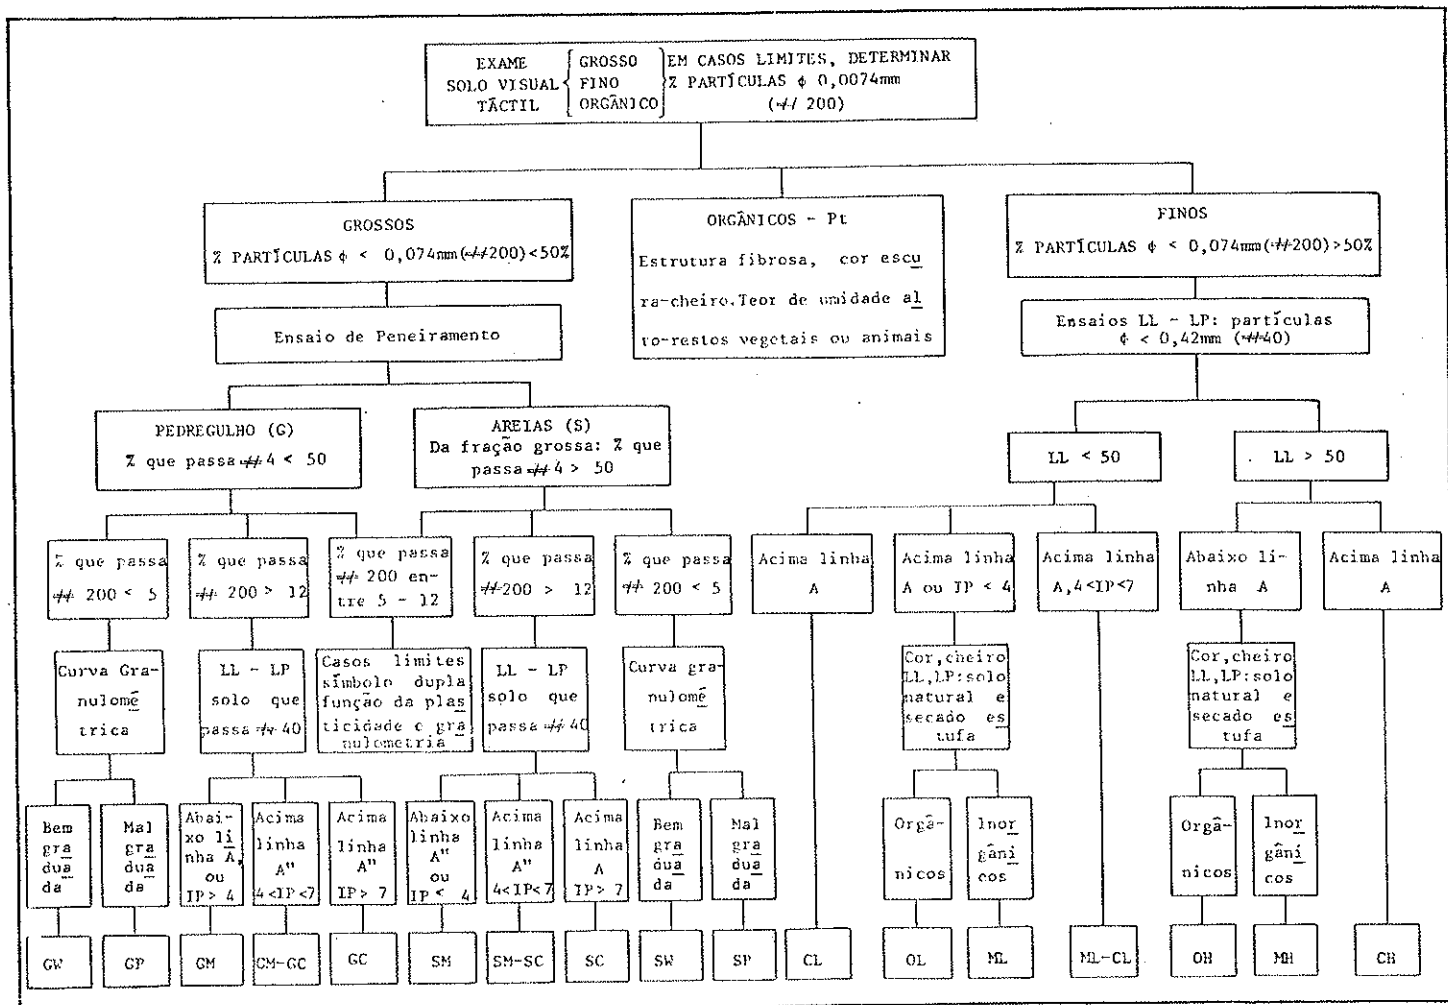 EXAME
SOLO VISUAL
TÁCTIL
GROSSO
FINO
ORGÂNICO
EM CASOS LIMITES, DETERMINAR
% PARTÍCULAS ϕ 0,0074mm
(# 200)
GROSSOS
% PARTÍCULAS ϕ < 0,074mm(#200)<50%
ORGÂNICOS - Pt
Estrutura fibrosa, cor escu
ra-cheiro.Teor de umidade al
to-restos vegetais ou animais
FINOS
% PARTÍCULAS ϕ < 0,074mm(#200)>50%
Ensaio de Peneiramento
Ensaios LL - LP: partículas
ϕ < 0,42mm (#40)
PEDREGULHO (G)
% que passa # 4 < 50
AREIAS (S)
Da fração grossa: % que
passa # 4 > 50
LL < 50
. LL > 50
% que passa
# 200 < 5
% que passa
# 200 > 12
% que passa
# 200 en-
tre 5 - 12
% que passa
#200 > 12
% que passa
# 200 < 5
Acima linha
A
Acima linha
A ou IP < 4
Acima linha
A,4<IP<7
Abaixo li-
nha A
Acima linha
A
Curva Gra-
nulomé
trica
LL - LP
solo que
passa # 40
Casos limites
símbolo dupla
função da plas
ticidade e gra
nulometria
LL - LP
solo que
passa # 40
Curva gra-
nulomé
trica
Cor,cheiro
LL,LP:solo
natural e
secado es
tufa
Cor,cheiro
LL,LP:solo
natural e
secado es
tufa
Bem
gra
dua
da
Mal
gra
dua
da
Abai-
xo li
nha A,
ou
IP > 4
Acima
linha
A"
4<IP<7
Acima
linha
A"
IP> 7
Abaixo
linha
A"
ou
IP < 4
Acima
linha
A"
4<IP<7
Acima
linha
A
IP> 7
Bem
gra
dua
da
Mal
gra
dua
da
Orgâ-
nicos
Inor
gâni
cos
Orgâ-
nicos
Inor
gâni
cos
GW
GP
GM
GM-GC
GC
SM
SM-SC
SC
SW
SP
CL
OL
ML
ML-CL
OH
MH
CH